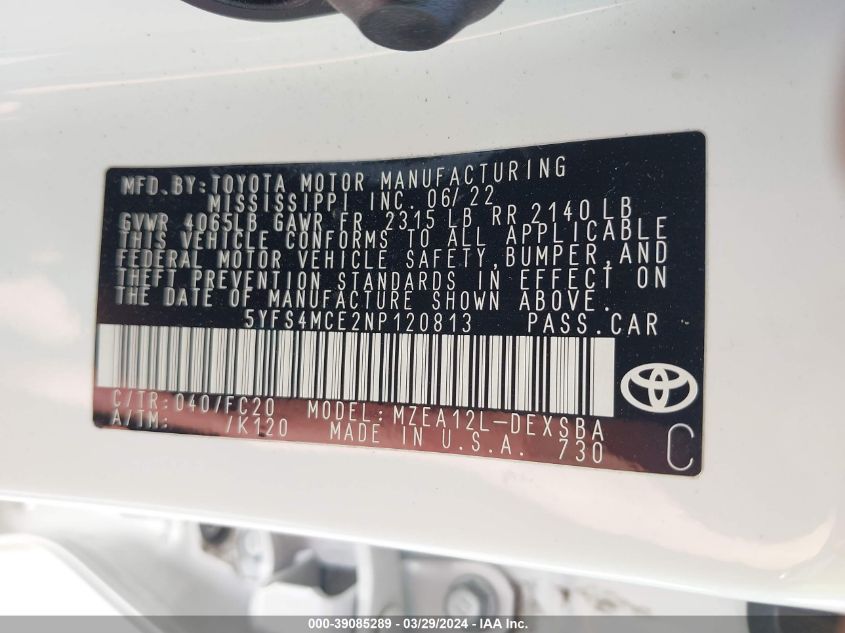 MFD. BY: TOYOTA MOTOR MANUFACTURING
MISSISSIPPI INC. 06/22
GVWR 4065LB GAWR FR 2315 LB RR 2140 LB
THIS VEHICLE CONFORMS TO ALL APPLICABLE
FEDERAL MOTOR VEHICLE SAFETY, BUMPER, AND
THEFT PREVENTION STANDARDS IN EFFECT ON
THE DATE OF MANUFACTURE SHOWN ABOVE.
5YFS4MCE2NP120813 PASS. CAR
C/TR: 040/FC20 MODEL: MZEA12L-DEXSBA
A/TM: /K120 MADE IN U.S.A. 730
C
000-39085289 - 03/29/2024 - IAA Inc.